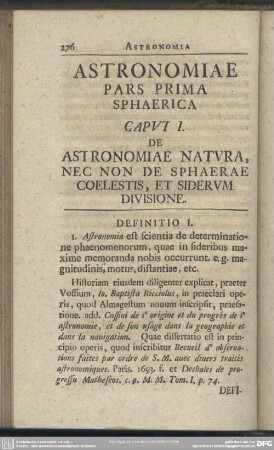 276 ASTRONOMIA
ASTRONOMIAE
PARS PRIMA
SPHAERICA
CAPVT I.
DE
ASTRONOMIAE NATVRA,
NEC NON DE SPHAERAE
COELESTIS, ET SIDERVM
DIVISIONE.
DEFINITIO I.
1. Astronomia est scientia de determinatio-
ne phaenomenorum, quae in sideribus ma-
xime memoranda nobis occurrunt. e. g. ma-
gnitudinis, motus, distantiae, etc.
Historiam eiusdem diligenter explicat, praeter
Vossium, Io. Baptista Ricciolus, in praeclari ope-
ris, quod Almagestum nouum inscripsit, praefa-
tione. add. Cassini de l' origine et du progrès de l'
astronomie, et de son usage dans la geographie et
dans la navigation. Quae dissertatio est in prin-
cipio operis, quod inscribitur Recueil d' observa-
tions faites par ordre de S. M. avec divers traités
astronomiques. Paris. 1693. f. et Dechales de pro-
gressu Matheseos. c. 9. M. M. Tom. I. p. 74.
DEFI-